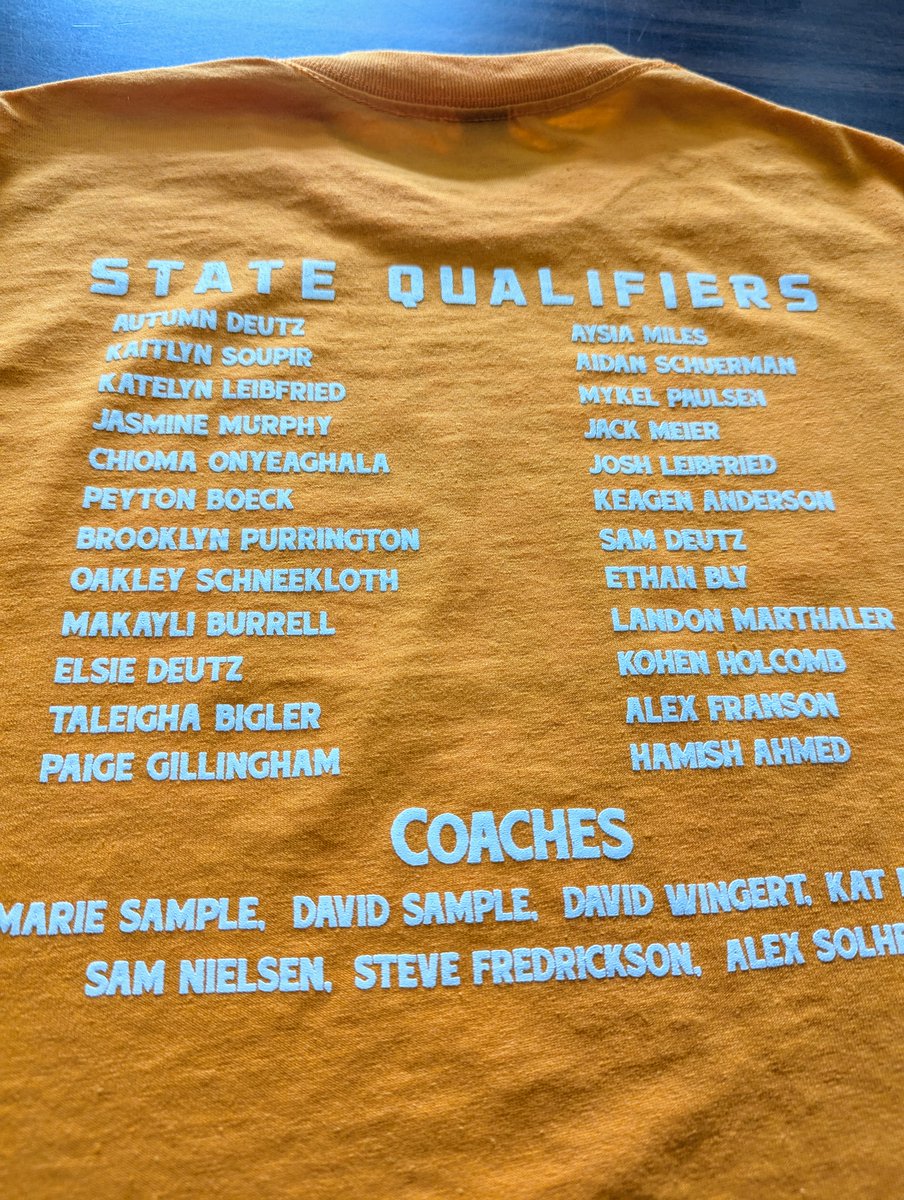 STATE QUALIFIERS
AUTUMN DEUTZ
KAITLYN SOUPIR
KATELYN LEIBFRIED
JASMINE MURPHY
CHIOMA ONYEAGHALA
PEYTON BOECK
BROOKLYN PURRINGTON
OAKLEY SCHNEEKLOTH
MAKAYLI BURRELL
ELSIE DEUTZ
TALEIGHA BIGLER
PAIGE GILLINGHAM
AYSIA MILES
AIDAN SCHUERMAN
MYKEL PAULSEN
JACK MEIER
JOSH LEIBFRIED
KEAGEN ANDERSON
SAM DEUTZ
ETHAN BLY
LANDON MARTHALER
KOHEN HOLCOMB
ALEX FRANSON
HAMISH AHMED
COACHES
MARIE SAMPLE, DAVID SAMPLE, DAVID WINGERT, KAT
SAM NIELSEN, STEVE FREDRICKSON, ALEX